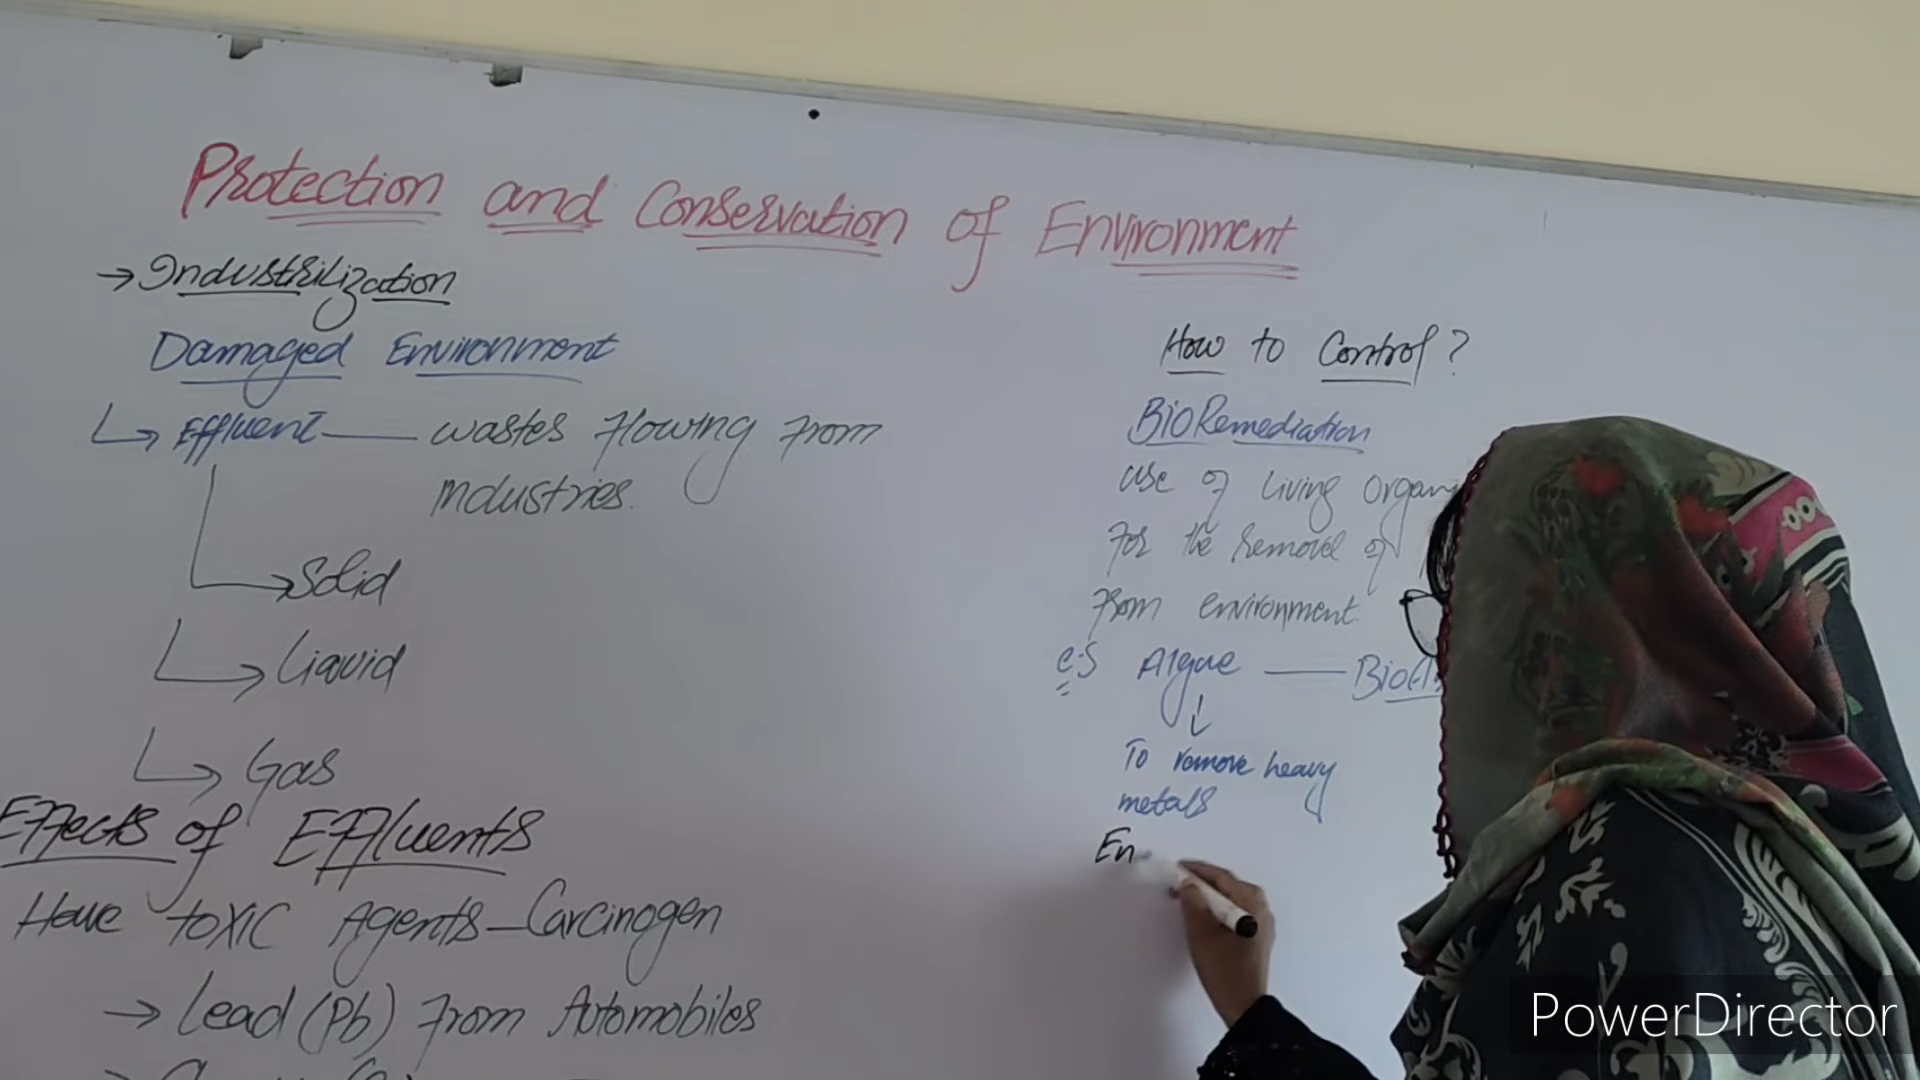 Protection and Conservation of Environment
→ Industrilization
Damaged Environment
Effluent — wastes flowing from
industries.
→ Solid
→ Liquid
→ Gas
Effects of Effluents
Have toxic Agents - Carcinogen
→ Lead (Pb) from Automobiles
How to Control?
BioRemediation
use of living
for the removel of
from environment.
e.g Algae —
↓
To remove heavy
metals
En
PowerDirector